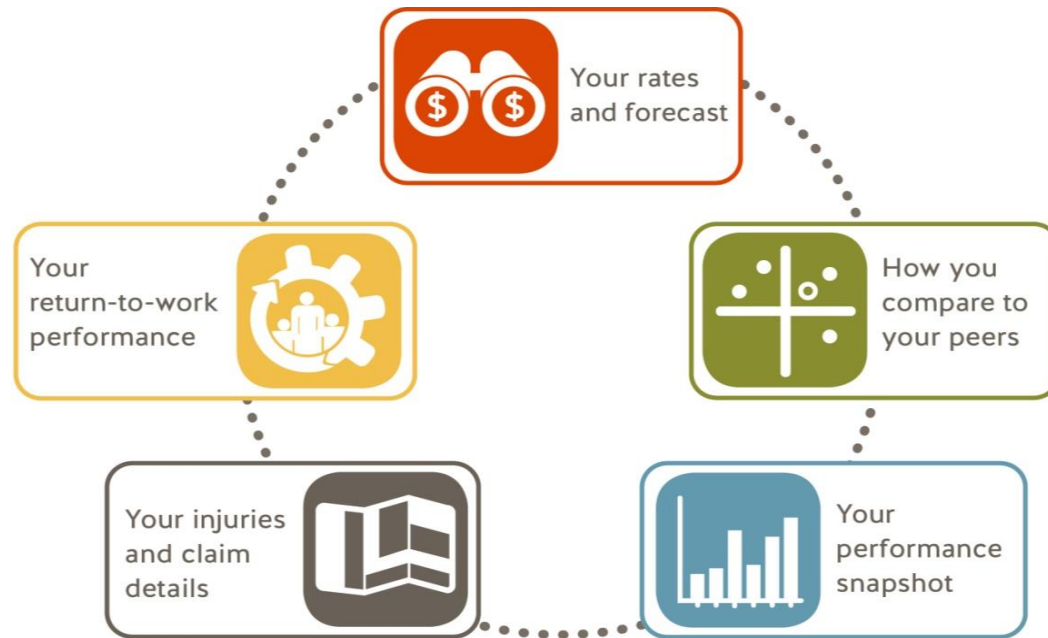 $ $
Your rates
and forecast
Your
return-to-work
performance
How you
compare to
your peers
Your injuries
and claim
details
Your
performance
snapshot